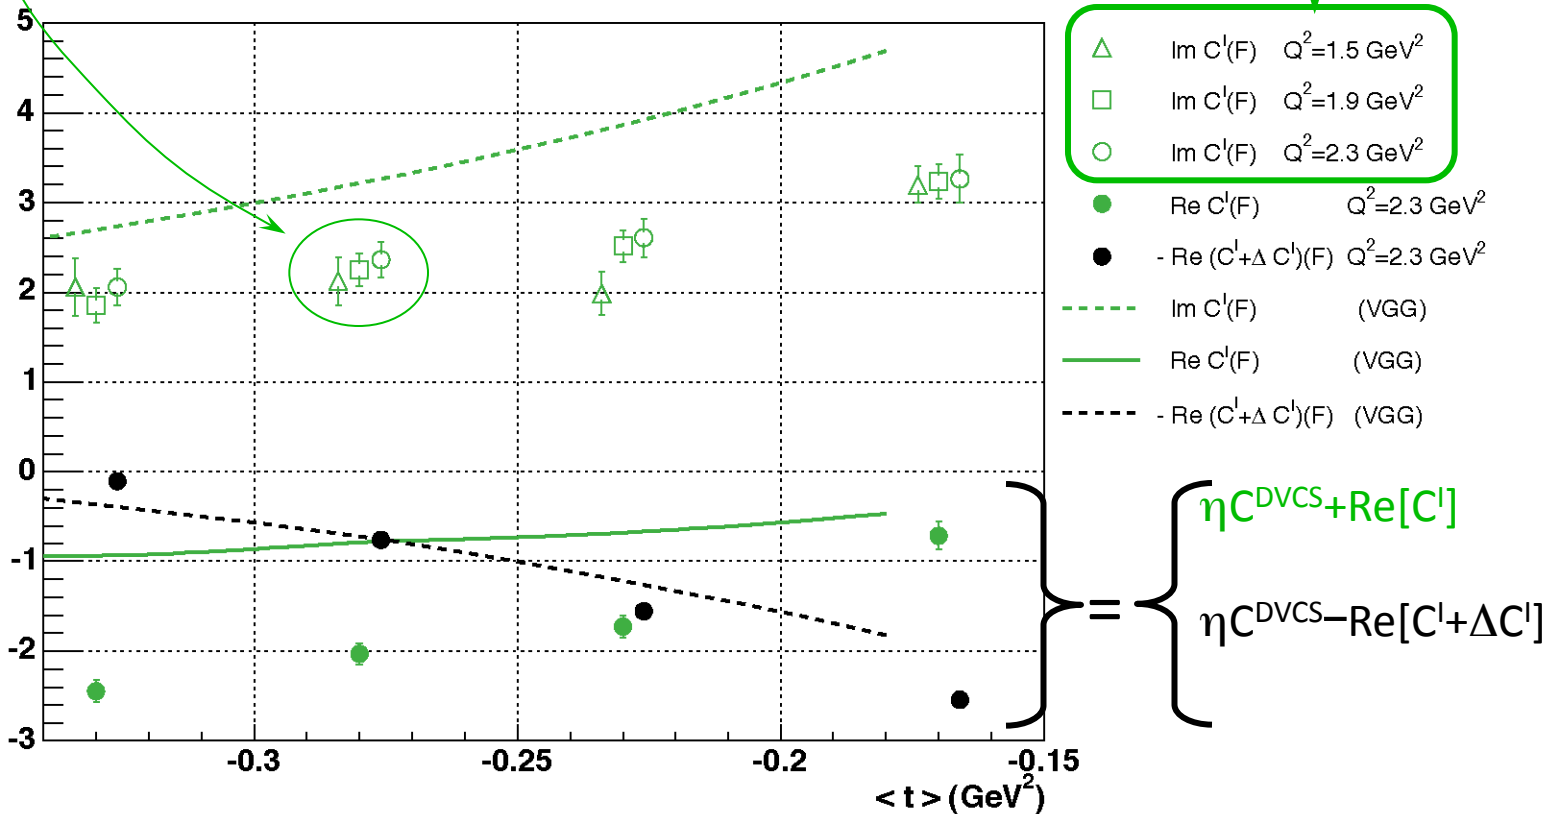 5
4
3
2
1
0
-1
-2
-3
-0.3
-0.25
-0.2
-0.15
< t > (GeV²)
Im Cᴵ(F) Q²=1.5 GeV²
Im Cᴵ(F) Q²=1.9 GeV²
Im Cᴵ(F) Q²=2.3 GeV²
Re Cᴵ(F) Q²=2.3 GeV²
- Re (Cᴵ+Δ Cᴵ)(F) Q²=2.3 GeV²
Im Cᴵ(F) (VGG)
Re Cᴵ(F) (VGG)
- Re (Cᴵ+Δ Cᴵ)(F) (VGG)
ηC^DVCS+Re[Cᴵ]
=
ηC^DVCS−Re[Cᴵ+ΔCᴵ]